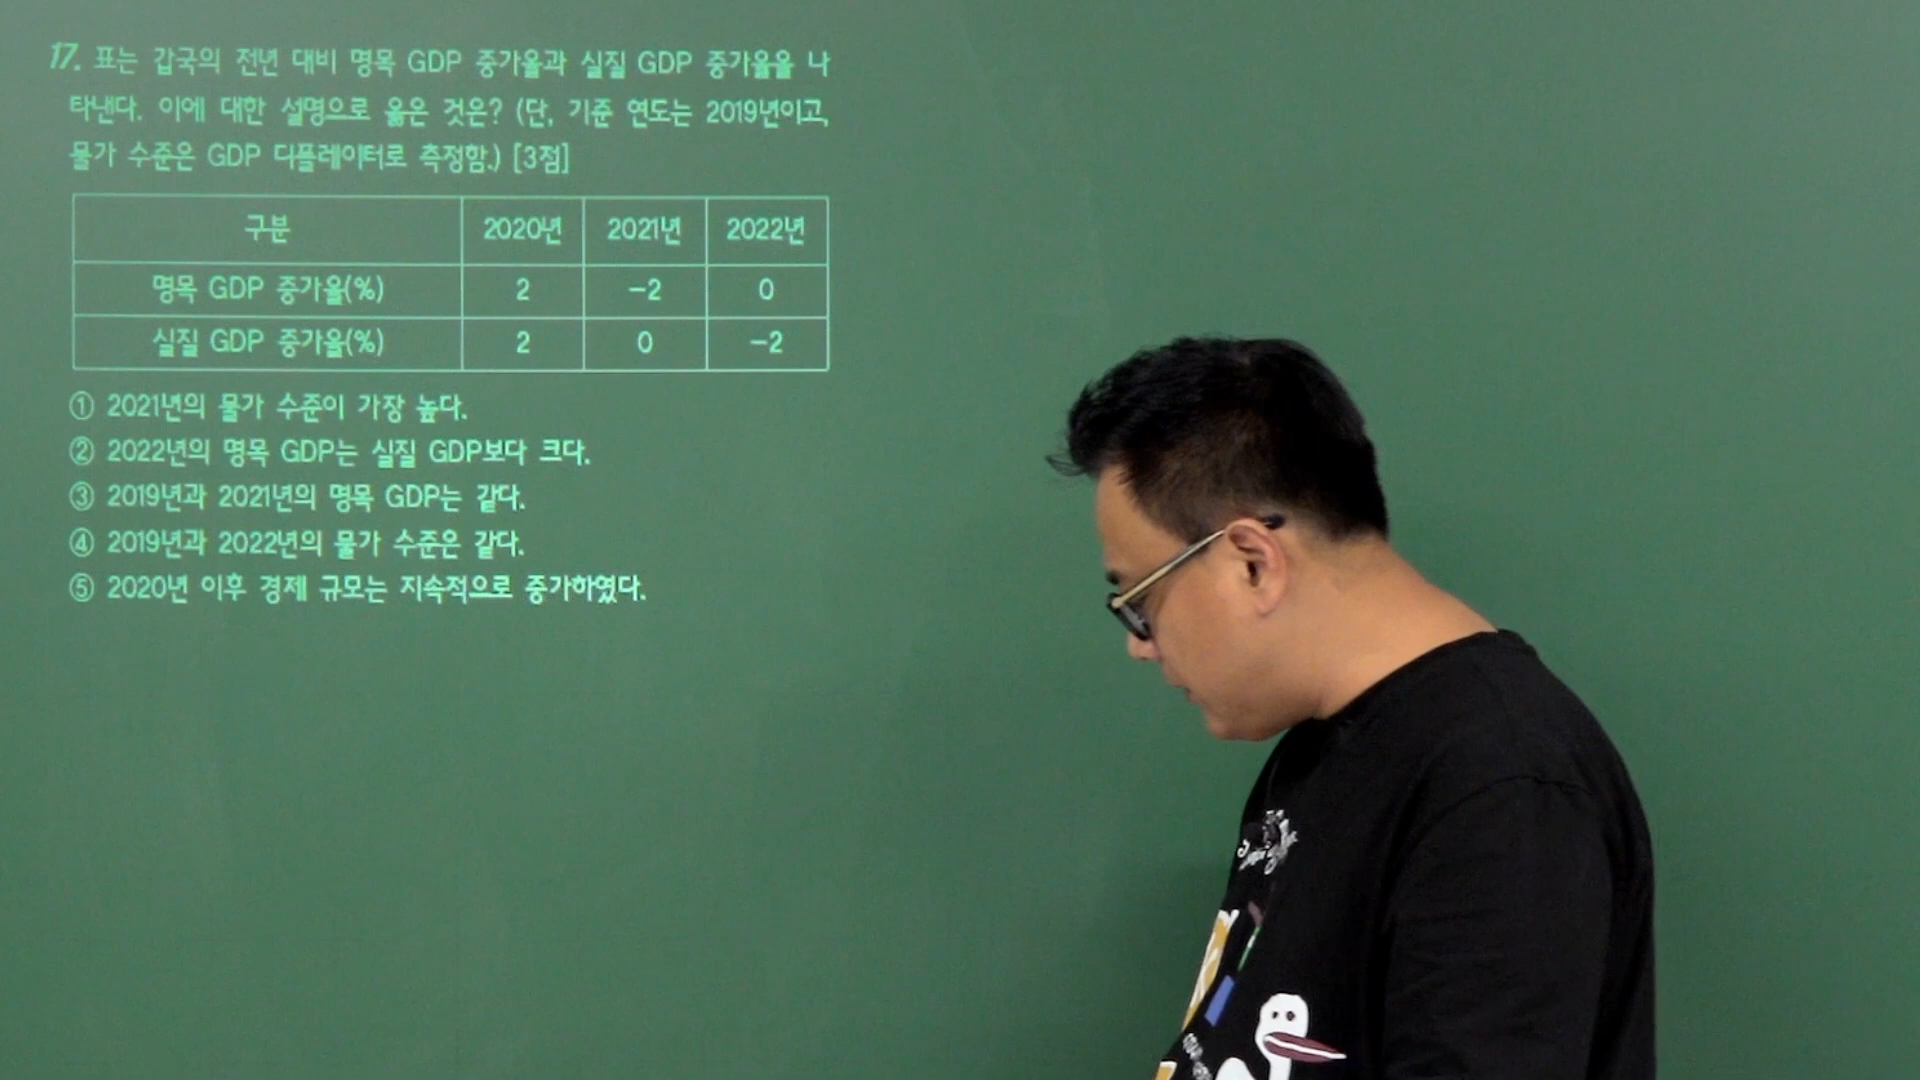 17. 표는 갑국의 전년 대비 명목 GDP 증가율과 실질 GDP 증가율을 나
타낸다. 이에 대한 설명으로 옳은 것은? (단, 기준 연도는 2019년이고,
물가 수준은 GDP 디플레이터로 측정함.) [3점]
구분 2020년 2021년 2022년
명목 GDP 증가율(%) 2 -2 0
실질 GDP 증가율(%) 2 0 -2
① 2021년의 물가 수준이 가장 높다.
② 2022년의 명목 GDP는 실질 GDP보다 크다.
③ 2019년과 2021년의 명목 GDP는 같다.
④ 2019년과 2022년의 물가 수준은 같다.
⑤ 2020년 이후 경제 규모는 지속적으로 증가하였다.